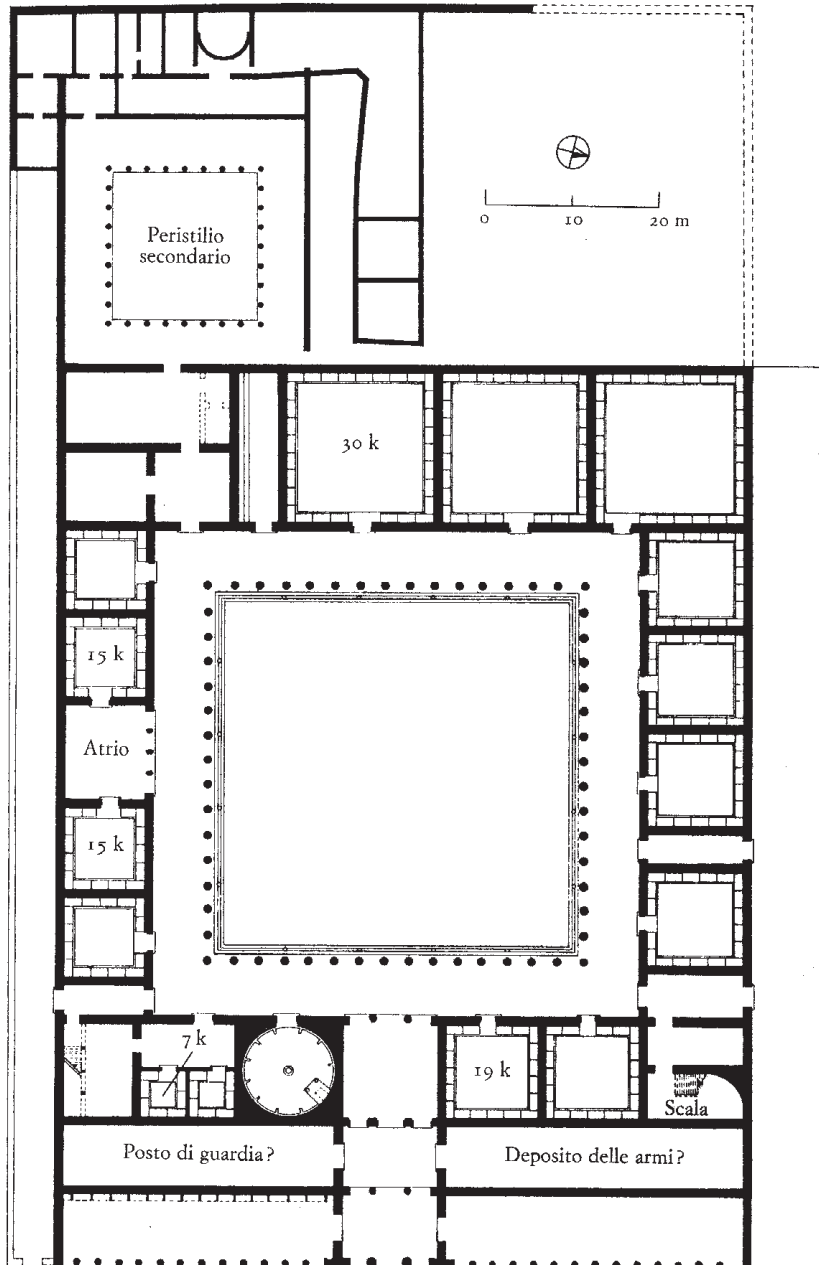 Peristilio
secondario
0 10 20 m
30 k
15 k
Atrio
15 k
7 k
19 k
Scala
Posto di guardia?
Deposito delle armi?